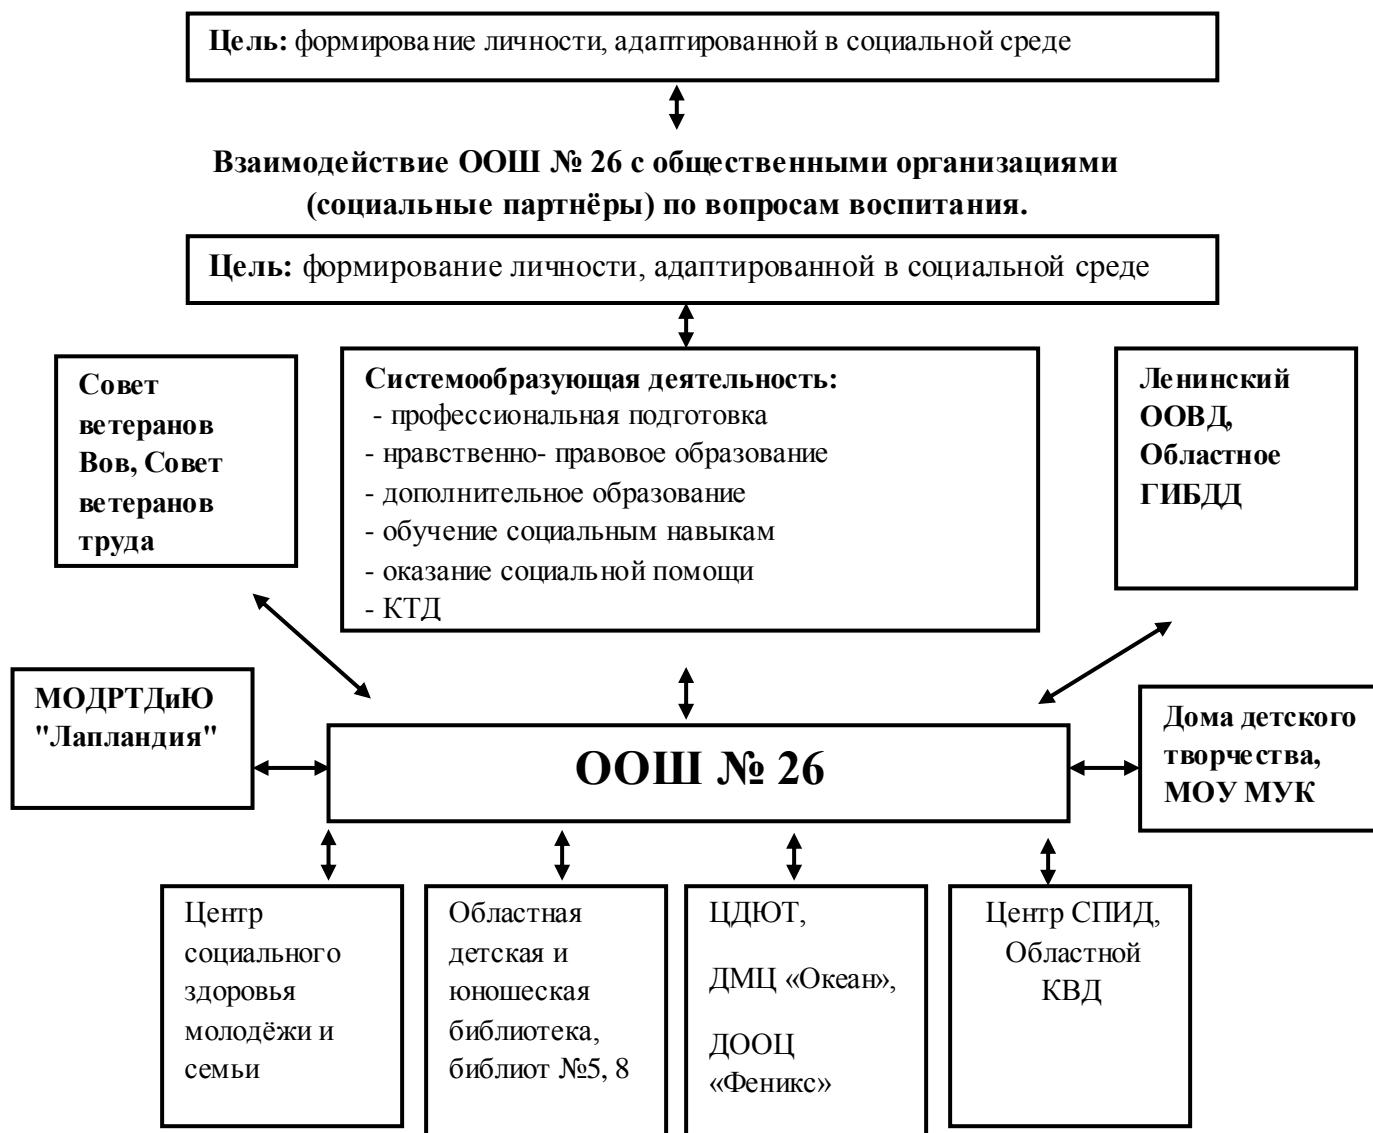 Цель: формирование личности, адаптированной в социальной среде
Взаимодействие ООШ № 26 с общественными организациями
(социальные партнёры) по вопросам воспитания.
Цель: формирование личности, адаптированной в социальной среде
Совет
ветеранов
Вов, Совет
ветеранов
труда
Системообразующая деятельность:
- профессиональная подготовка
- нравственно- правовое образование
- дополнительное образование
- обучение социальным навыкам
- оказание социальной помощи
- КТД
Ленинский
ООВД,
Областное
ГИБДД
МОДРТДиЮ
"Лапландия"
ООШ № 26
Дома детского
творчества,
МОУ МУК
Центр
социального
здоровья
молодёжи и
семьи
Областная
детская и
юношеская
библиотека,
библиот №5, 8
ЦДЮТ,
ДМЦ «Океан»,
ДООЦ
«Феникс»
Центр СПИД,
Областной
КВД